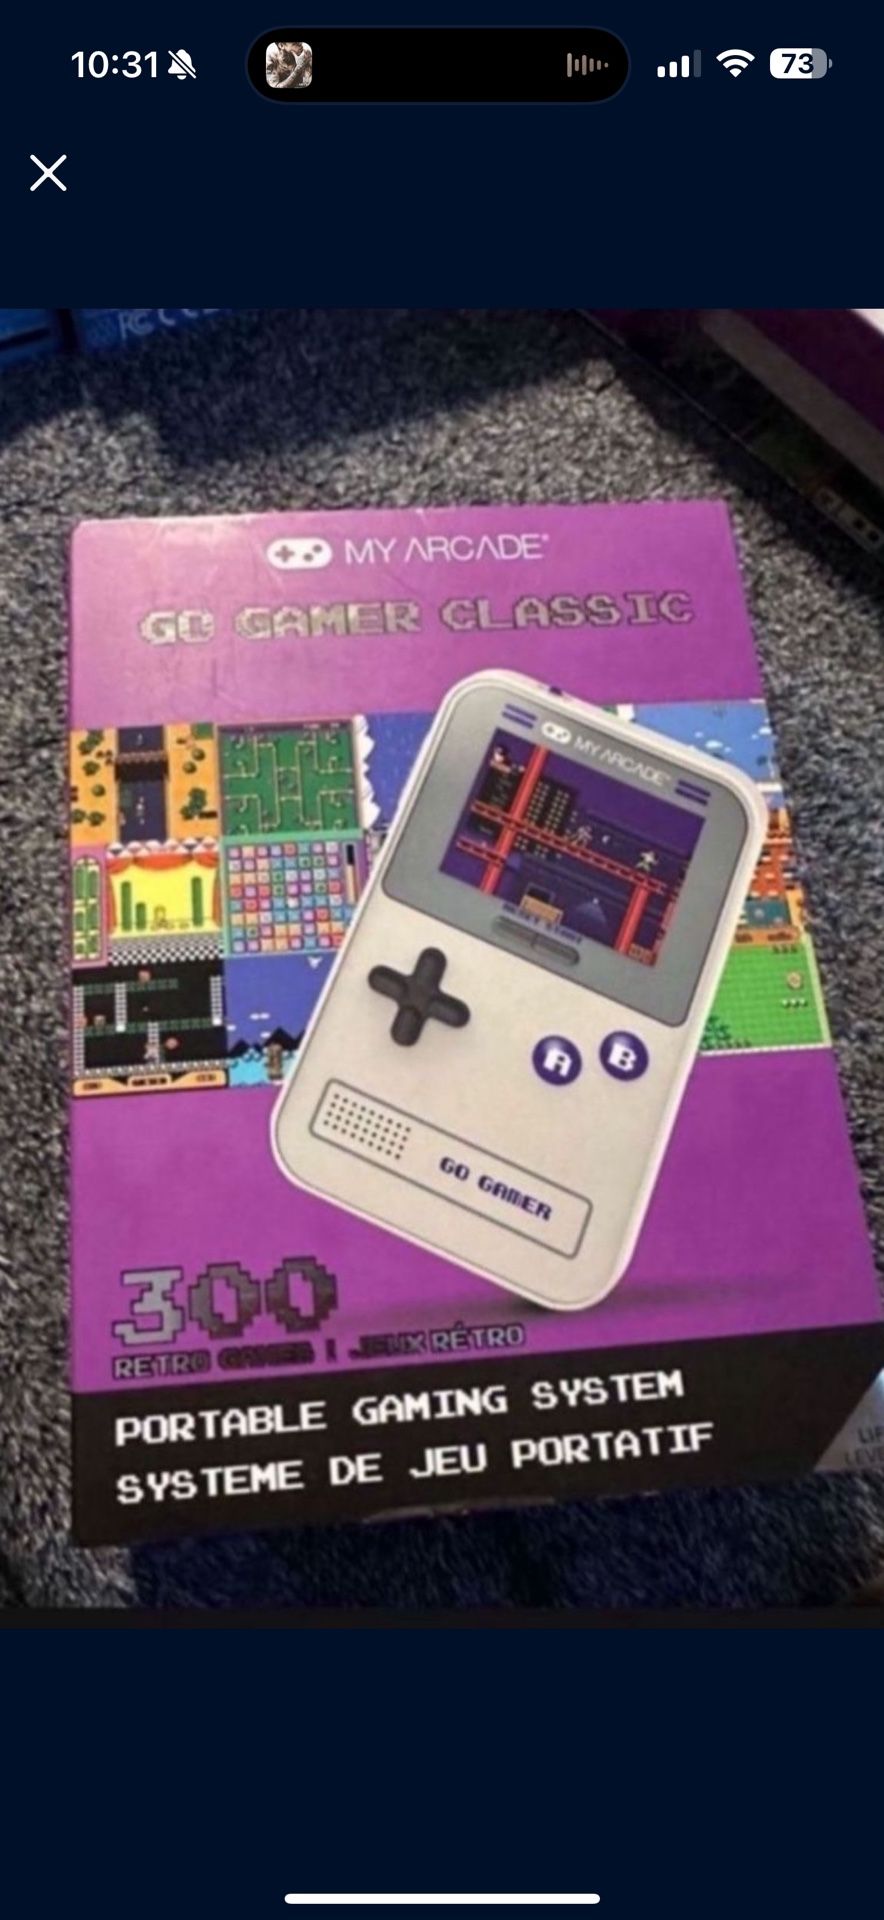 10:31
73
MY ARCADE
GO GAMER CLASSIC
MY ARCADE
A B
GO GAMER
300
RETRO GAMES | JEUX RÉTRO
PORTABLE GAMING SYSTEM
SYSTEME DE JEU PORTATIF